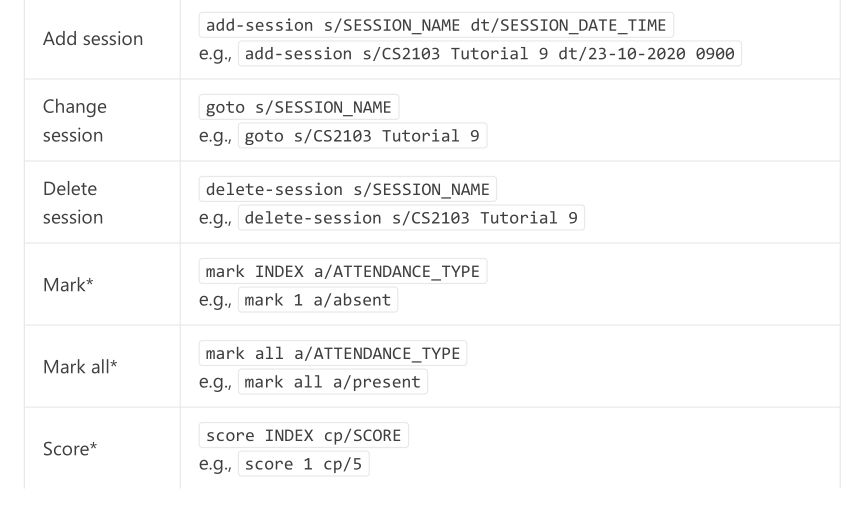 Add session
add-session s/SESSION_NAME dt/SESSION_DATE_TIME
e.g., add-session s/CS2103 Tutorial 9 dt/23-10-2020 0900
Change
session
goto s/SESSION_NAME
e.g., goto s/CS2103 Tutorial 9
Delete
session
delete-session s/SESSION_NAME
e.g., delete-session s/CS2103 Tutorial 9
Mark*
mark INDEX a/ATTENDANCE_TYPE
e.g., mark 1 a/absent
Mark all*
mark all a/ATTENDANCE_TYPE
e.g., mark all a/present
Score*
score INDEX cp/SCORE
e.g., score 1 cp/5